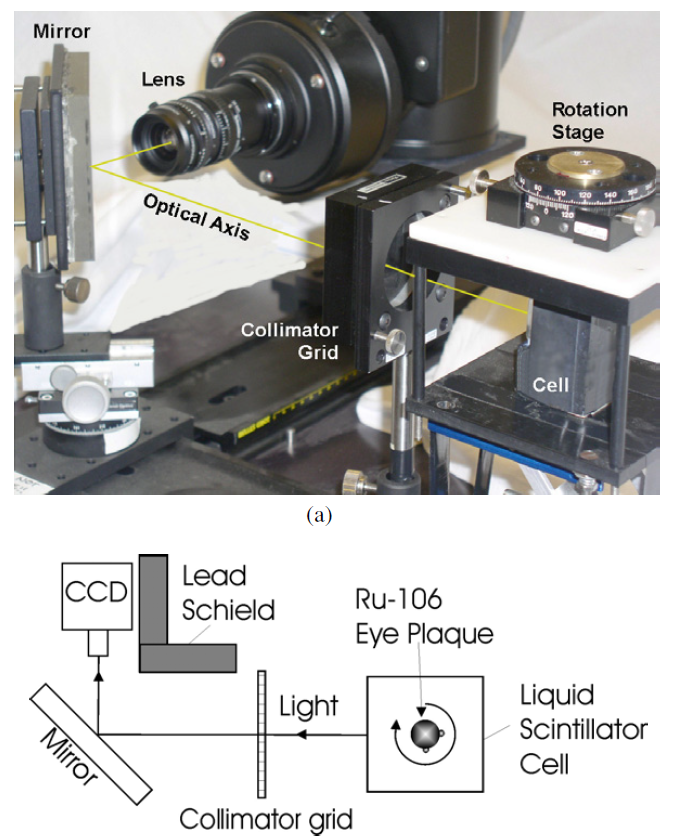 Mirror
Lens
Rotation
Stage
Optical Axis
Collimator
Grid
Cell
(a)
CCD
Lead
Schield
Ru-106
Eye Plaque
Light
Liquid
Scintillator
Cell
Mirror
Collimator grid